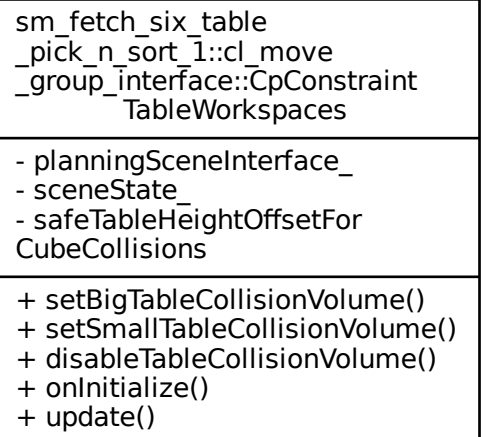 sm_fetch_six_table
_pick_n_sort_1::cl_move
_group_interface::CpConstraint
TableWorkspaces
- planningSceneInterface_
- sceneState_
- safeTableHeightOffsetFor
CubeCollisions
+ setBigTableCollisionVolume()
+ setSmallTableCollisionVolume()
+ disableTableCollisionVolume()
+ onInitialize()
+ update()